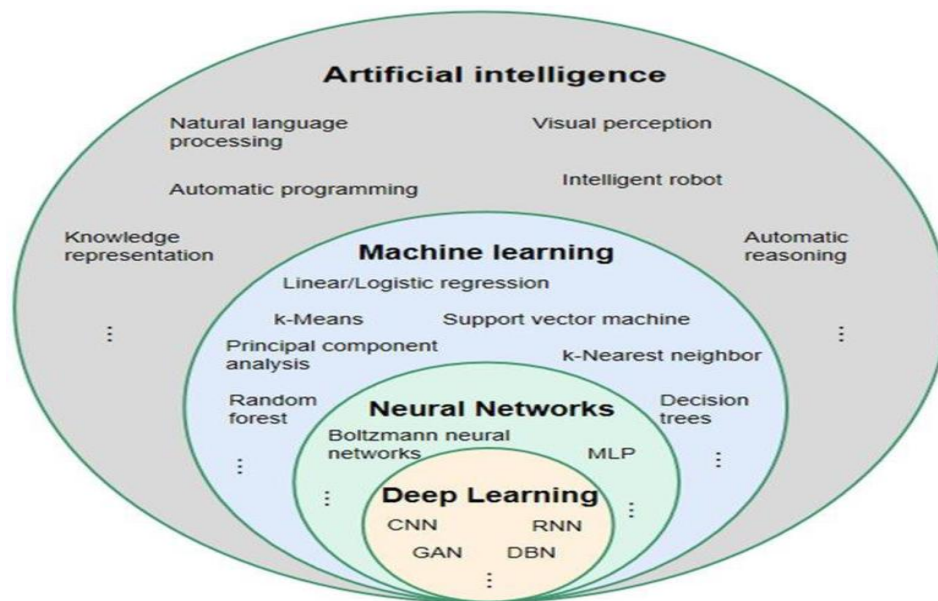 Artificial intelligence
Natural language
processing
Visual perception
Automatic programming
Intelligent robot
Knowledge
representation
Automatic
reasoning
Machine learning
Linear/Logistic regression
k-Means
Support vector machine
Principal component
analysis
k-Nearest neighbor
Random
forest
Decision
trees
Neural Networks
Boltzmann neural
networks
MLP
Deep Learning
CNN
RNN
GAN
DBN